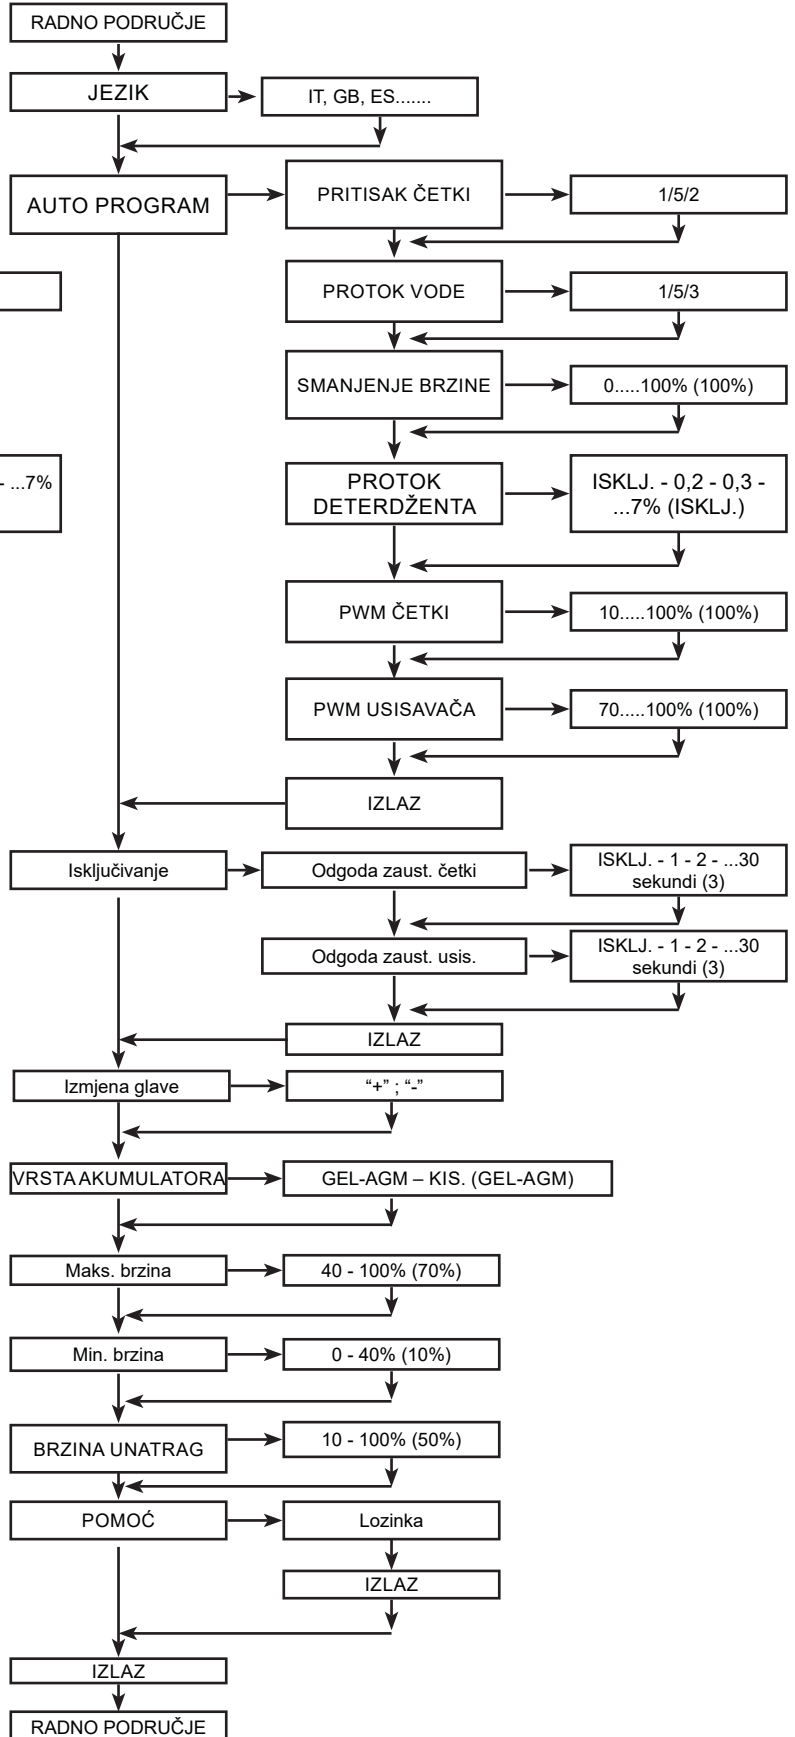 RADNO PODRUČJE
JEZIK
IT, GB, ES.......
AUTO PROGRAM
PRITISAK ČETKI
1/5/2
PROTOK VODE
1/5/3
SMANJENJE BRZINE
0.....100% (100%)
- ...7%
PROTOK
DETERDŽENTA
ISKLJ. - 0,2 - 0,3 -
...7% (ISKLJ.)
PWM ČETKI
10.....100% (100%)
PWM USISAVAČA
70.....100% (100%)
IZLAZ
Isključivanje
Odgoda zaust. četki
ISKLJ. - 1 - 2 - ...30
sekundi (3)
Odgoda zaust. usis.
ISKLJ. - 1 - 2 - ...30
sekundi (3)
IZLAZ
Izmjena glave
“+” ; “-”
VRSTA AKUMULATORA
GEL-AGM – KIS. (GEL-AGM)
Maks. brzina
40 - 100% (70%)
Min. brzina
0 - 40% (10%)
BRZINA UNATRAG
10 - 100% (50%)
POMOĆ
Lozinka
IZLAZ
IZLAZ
RADNO PODRUČJE